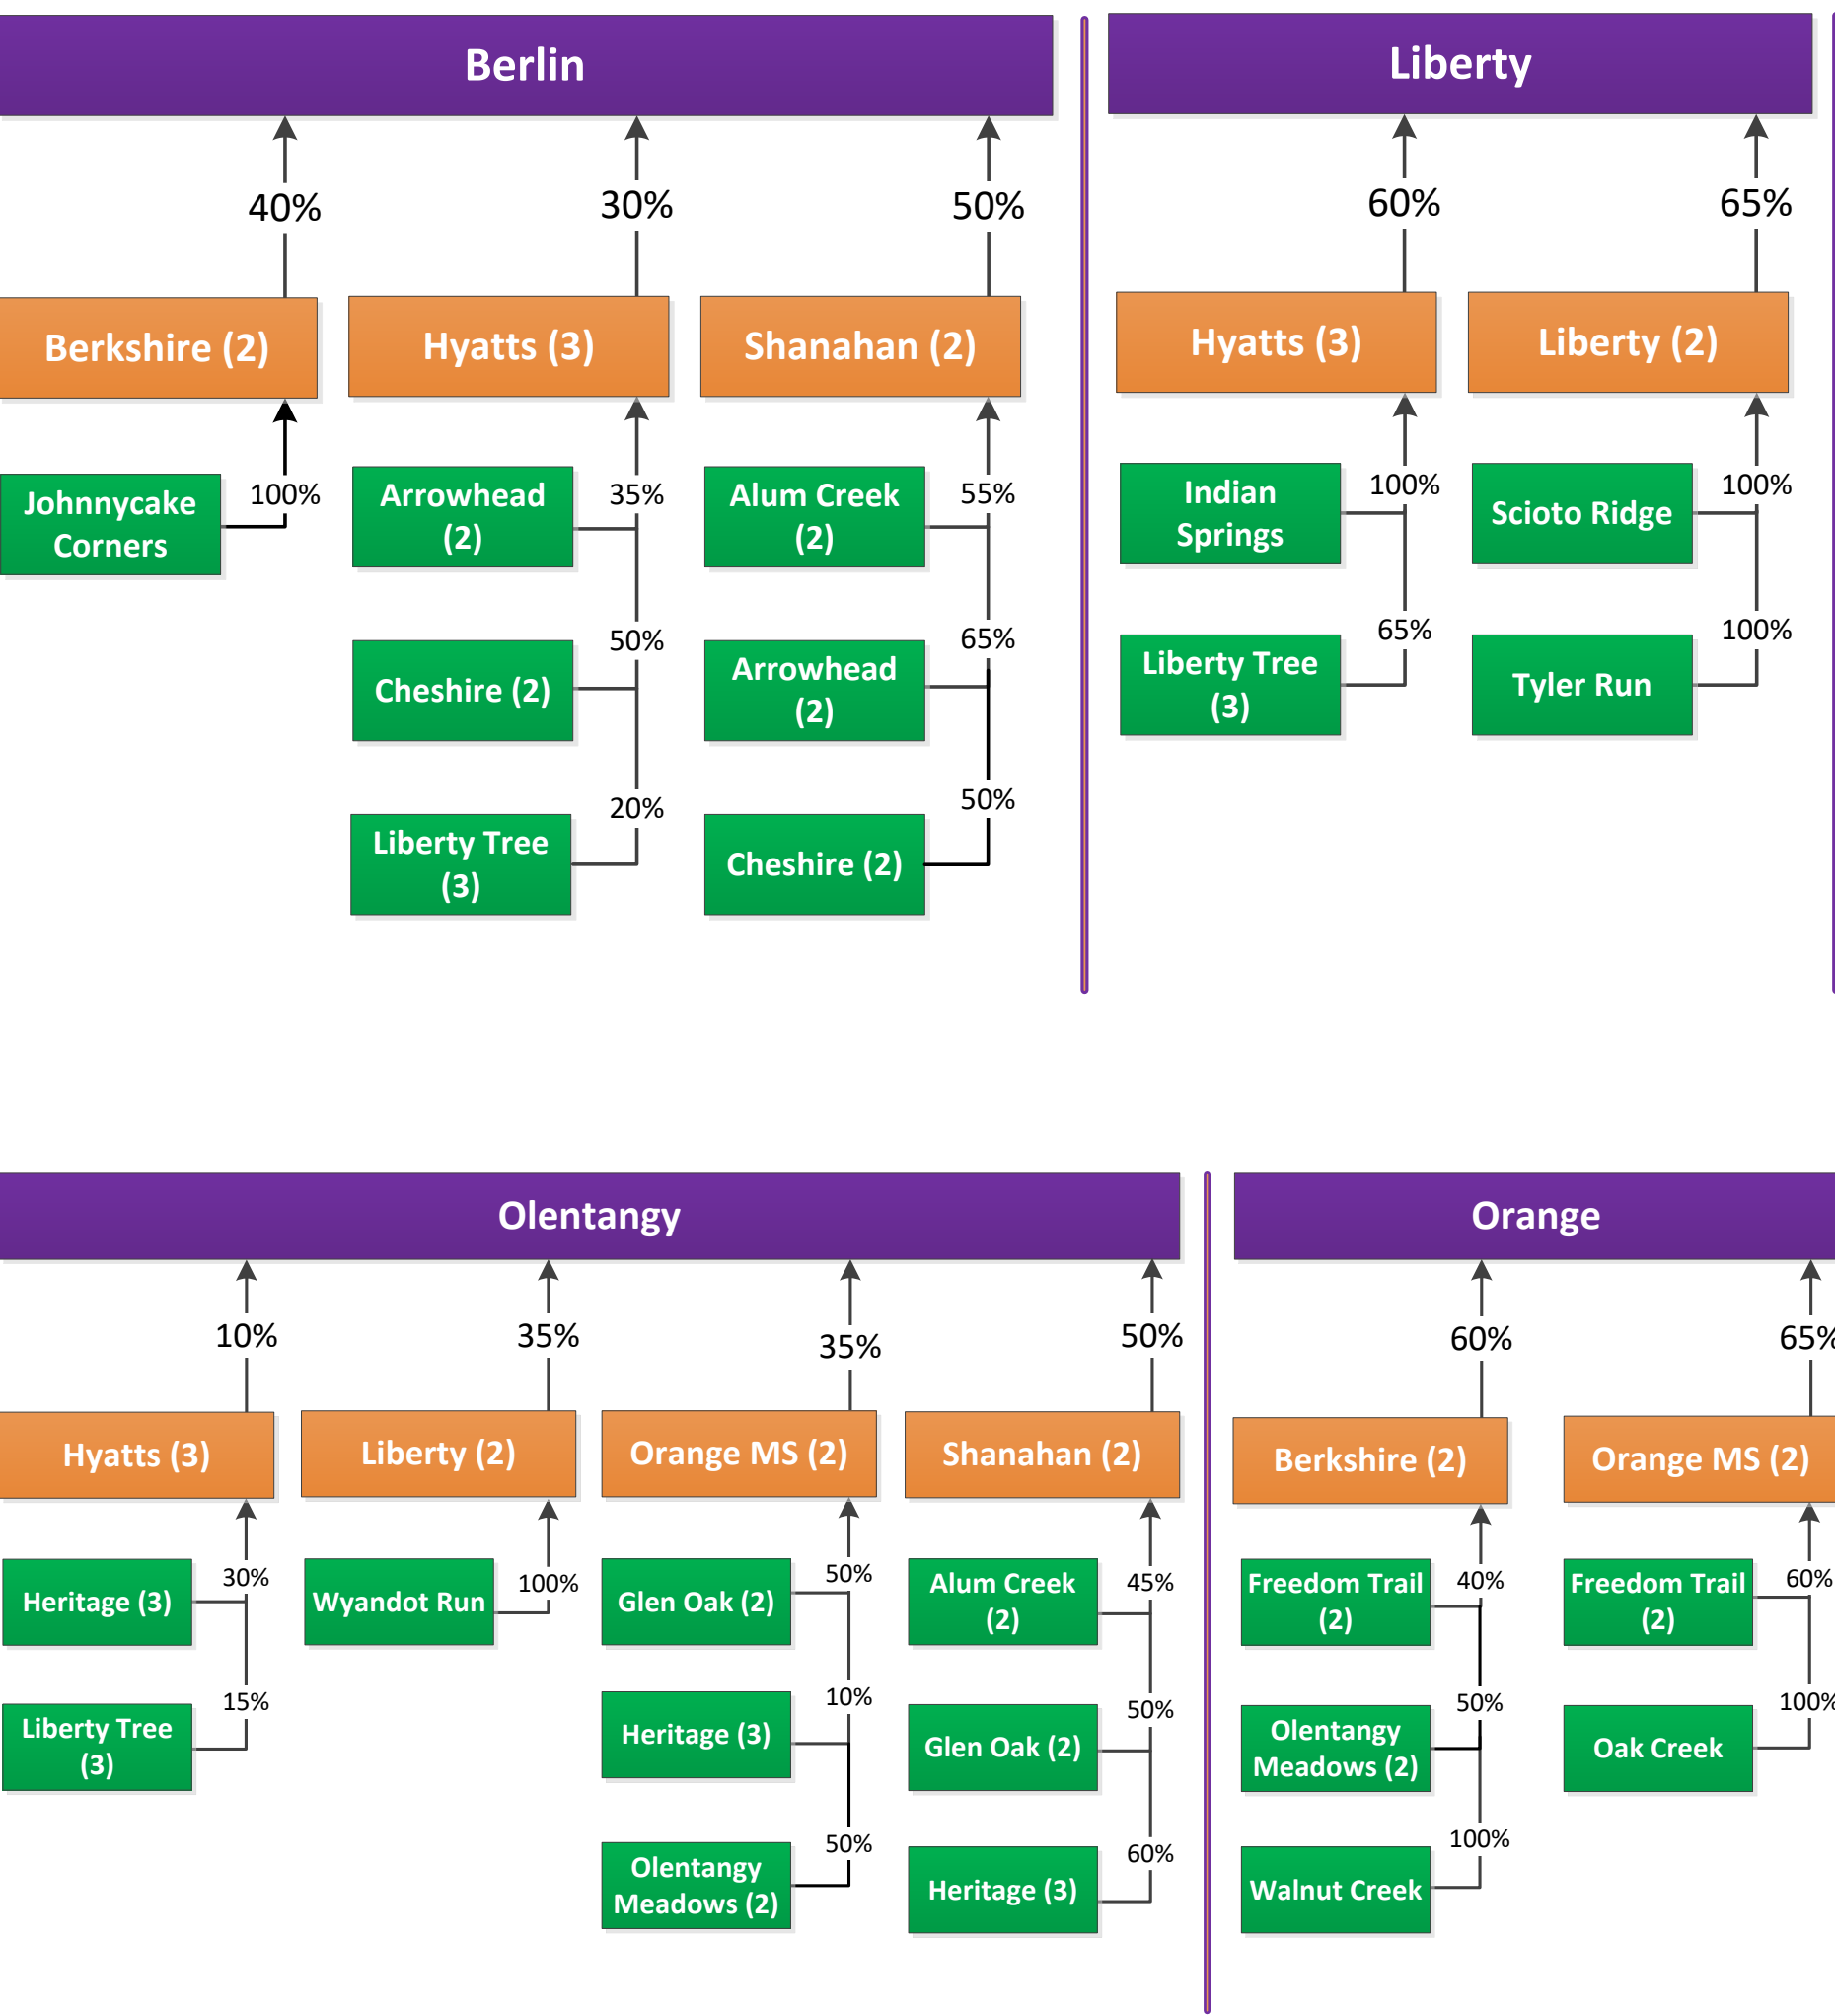 Berlin
Liberty
40%
30%
50%
60%
65%
Berkshire (2)
Hyatts (3)
Shanahan (2)
Hyatts (3)
Liberty (2)
Johnnycake
Corners
100%
Arrowhead
(2)
35%
Alum Creek
(2)
55%
Indian
Springs
100%
Scioto Ridge
100%
Cheshire (2)
50%
Arrowhead
(2)
65%
Liberty Tree
(3)
65%
Tyler Run
100%
Liberty Tree
(3)
20%
Cheshire (2)
50%
Olentangy
Orange
10%
35%
35%
50%
60%
65%
Hyatts (3)
Liberty (2)
Orange MS (2)
Shanahan (2)
Berkshire (2)
Orange MS (2)
Heritage (3)
30%
Wyandot Run
100%
Glen Oak (2)
50%
Alum Creek
(2)
45%
Freedom Trail
(2)
40%
Freedom Trail
(2)
60%
Liberty Tree
(3)
15%
Heritage (3)
10%
Glen Oak (2)
50%
Olentangy
Meadows (2)
50%
Oak Creek
100%
Olentangy
Meadows (2)
50%
Heritage (3)
60%
Walnut Creek
100%